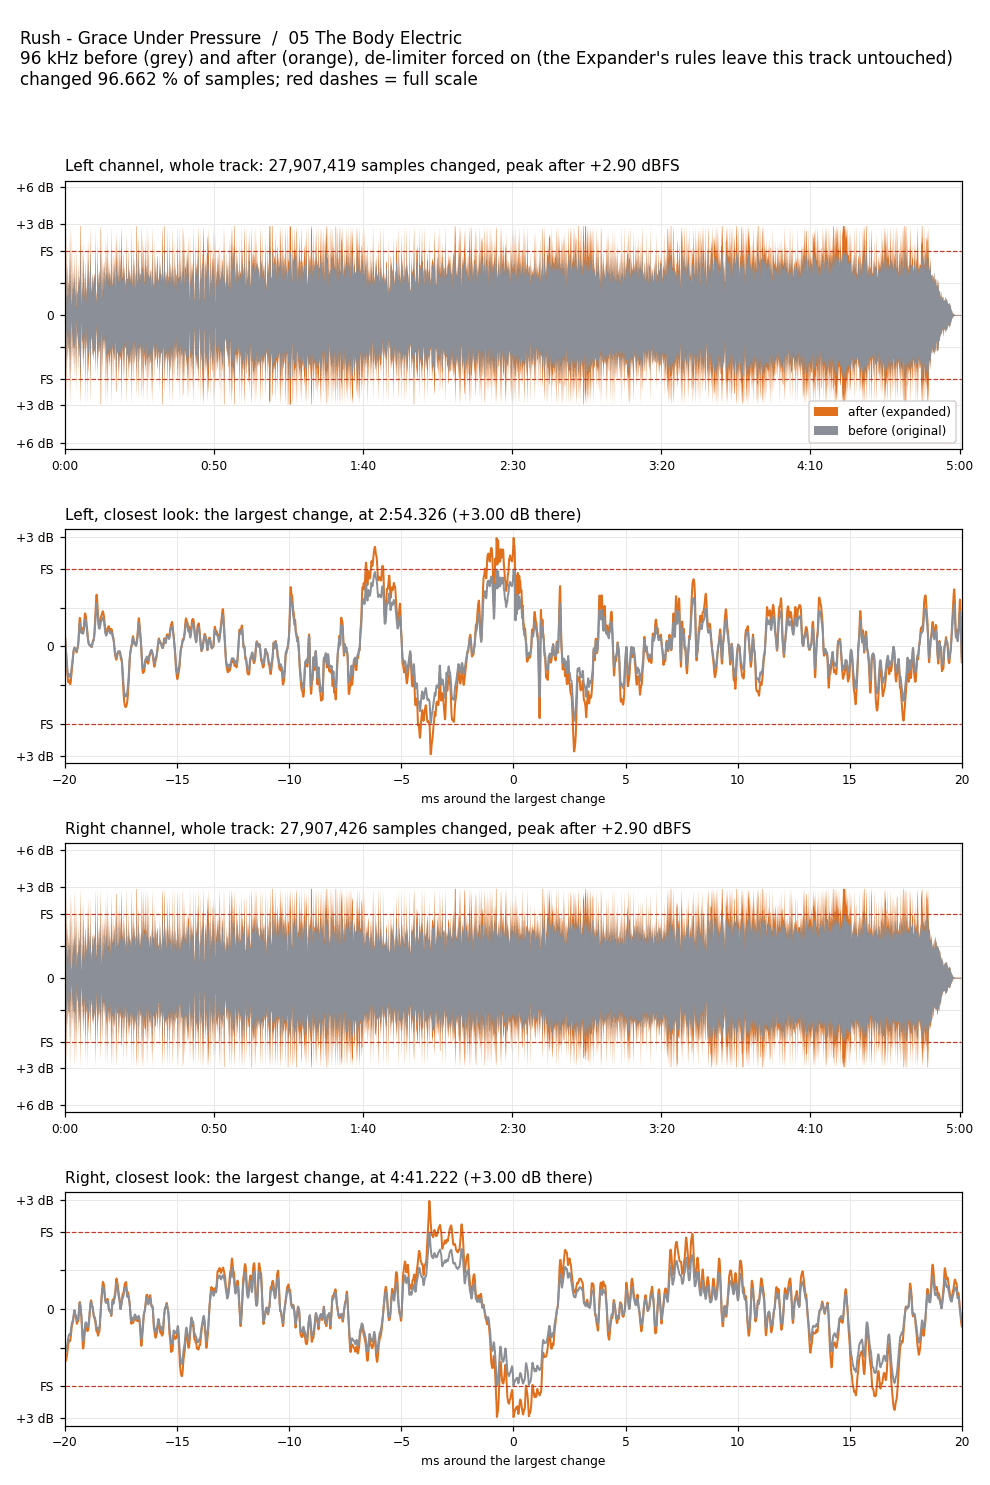 Rush - Grace Under Pressure  /  05 The Body Electric
96 kHz before (grey) and after (orange), de-limiter forced on (the Expander's rules leave this track untouched)
changed 96.662 % of samples; red dashes = full scale
Left channel, whole track: 27,907,419 samples changed, peak after +2.90 dBFS
+6 dB
+3 dB
FS
0
FS
+3 dB
+6 dB
after (expanded)
before (original)
0:00 0:50 1:40 2:30 3:20 4:10 5:00
Left, closest look: the largest change, at 2:54.326 (+3.00 dB there)
+3 dB
FS
0
FS
+3 dB
−20 −15 −10 −5 0 5 10 15 20
ms around the largest change
Right channel, whole track: 27,907,426 samples changed, peak after +2.90 dBFS
+6 dB
+3 dB
FS
0
FS
+3 dB
+6 dB
0:00 0:50 1:40 2:30 3:20 4:10 5:00
Right, closest look: the largest change, at 4:41.222 (+3.00 dB there)
+3 dB
FS
0
FS
+3 dB
−20 −15 −10 −5 0 5 10 15 20
ms around the largest change